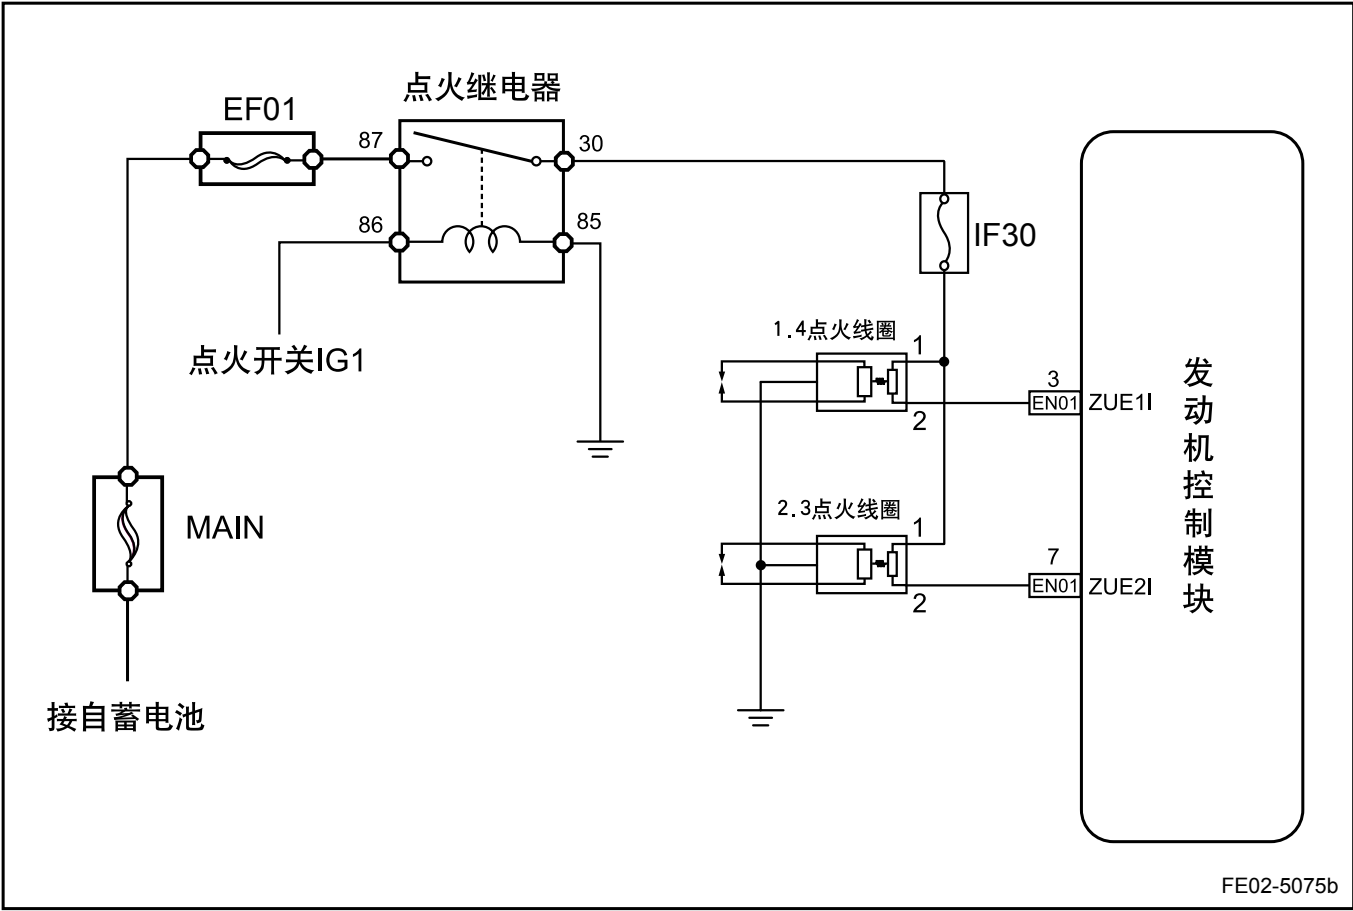 点火继电器
EF01
87
30
86
85
IF30
点火开关IG1
1.4点火线圈
1
2
3
EN01
ZUE1I
发动机控制模块
MAIN
2.3点火线圈
1
2
7
EN01
ZUE2I
接自蓄电池
FE02-5075b